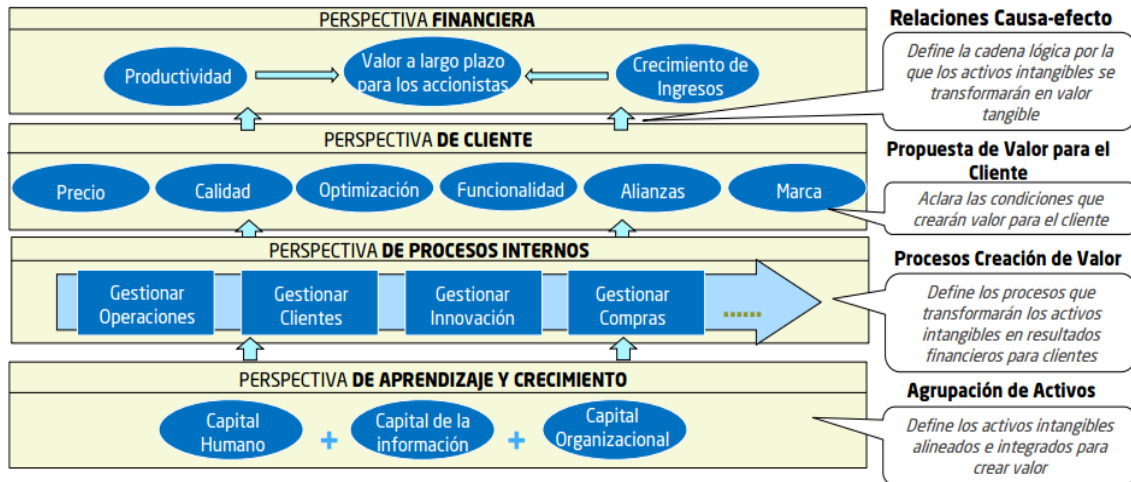 PERSPECTIVA FINANCIERA
Productividad
Valor a largo plazo
para los accionistas
Crecimiento de
Ingresos
Relaciones Causa-efecto
Define la cadena lógica por la
que los activos intangibles se
transformarán en valor
tangible
PERSPECTIVA DE CLIENTE
Precio
Calidad
Optimización
Funcionalidad
Alianzas
Marca
Propuesta de Valor para el
Cliente
Aclara las condiciones que
crearán valor para el cliente
PERSPECTIVA DE PROCESOS INTERNOS
Gestionar
Operaciones
Gestionar
Clientes
Gestionar
Innovación
Gestionar
Compras
......
Procesos Creación de Valor
Define los procesos que
transformarán los activos
intangibles en resultados
financieros para clientes
PERSPECTIVA DE APRENDIZAJE Y CRECIMIENTO
Capital
Humano
+
Capital de la
información
+
Capital
Organizacional
Agrupación de Activos
Define los activos intangibles
alineados e integrados para
crear valor